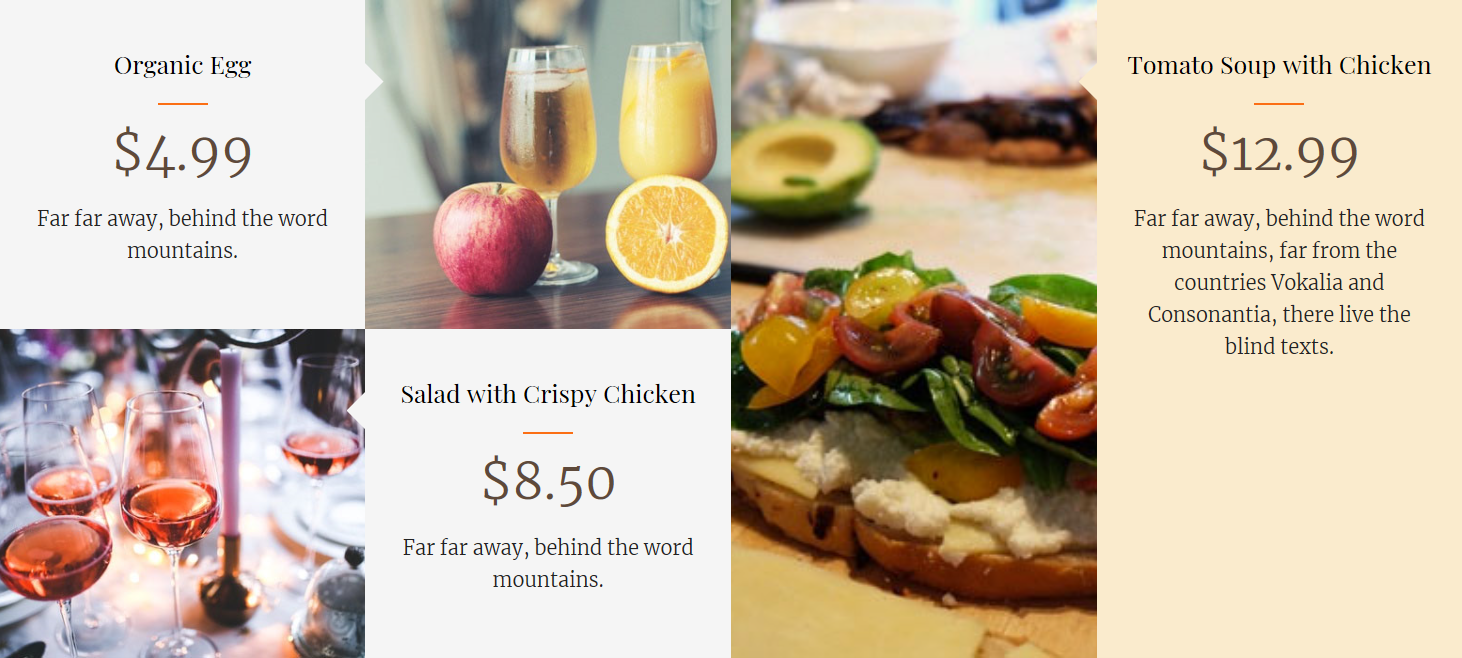 Organic Egg
$4.99
Far far away, behind the word
mountains.
Salad with Crispy Chicken
$8.50
Far far away, behind the word
mountains.
Tomato Soup with Chicken
$12.99
Far far away, behind the word
mountains, far from the
countries Vokalia and
Consonantia, there live the
blind texts.